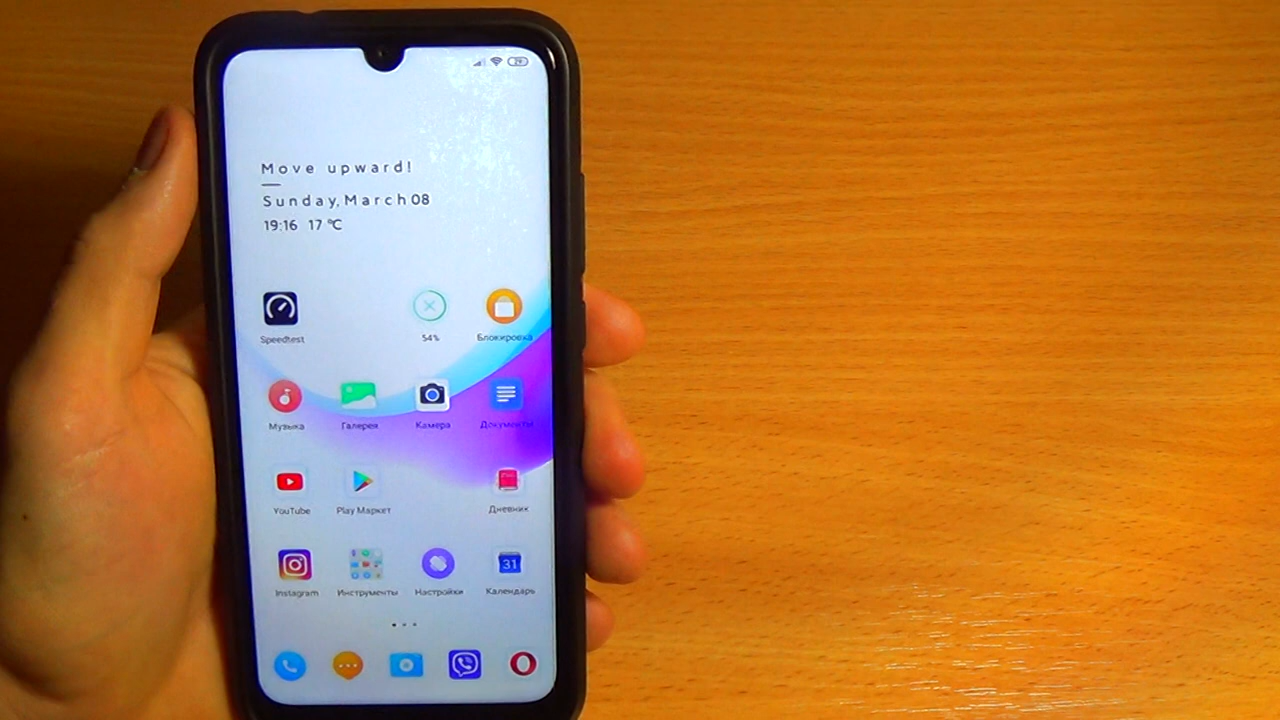 29
Move upward!
Sunday, March 08
19:16 17 °C
Speedtest
54%
Блокировка
Музыка
Галерея
Камера
Документы
YouTube
Play Маркет
Дневник
31
Instagram
Инструменты
Настройки
Календарь